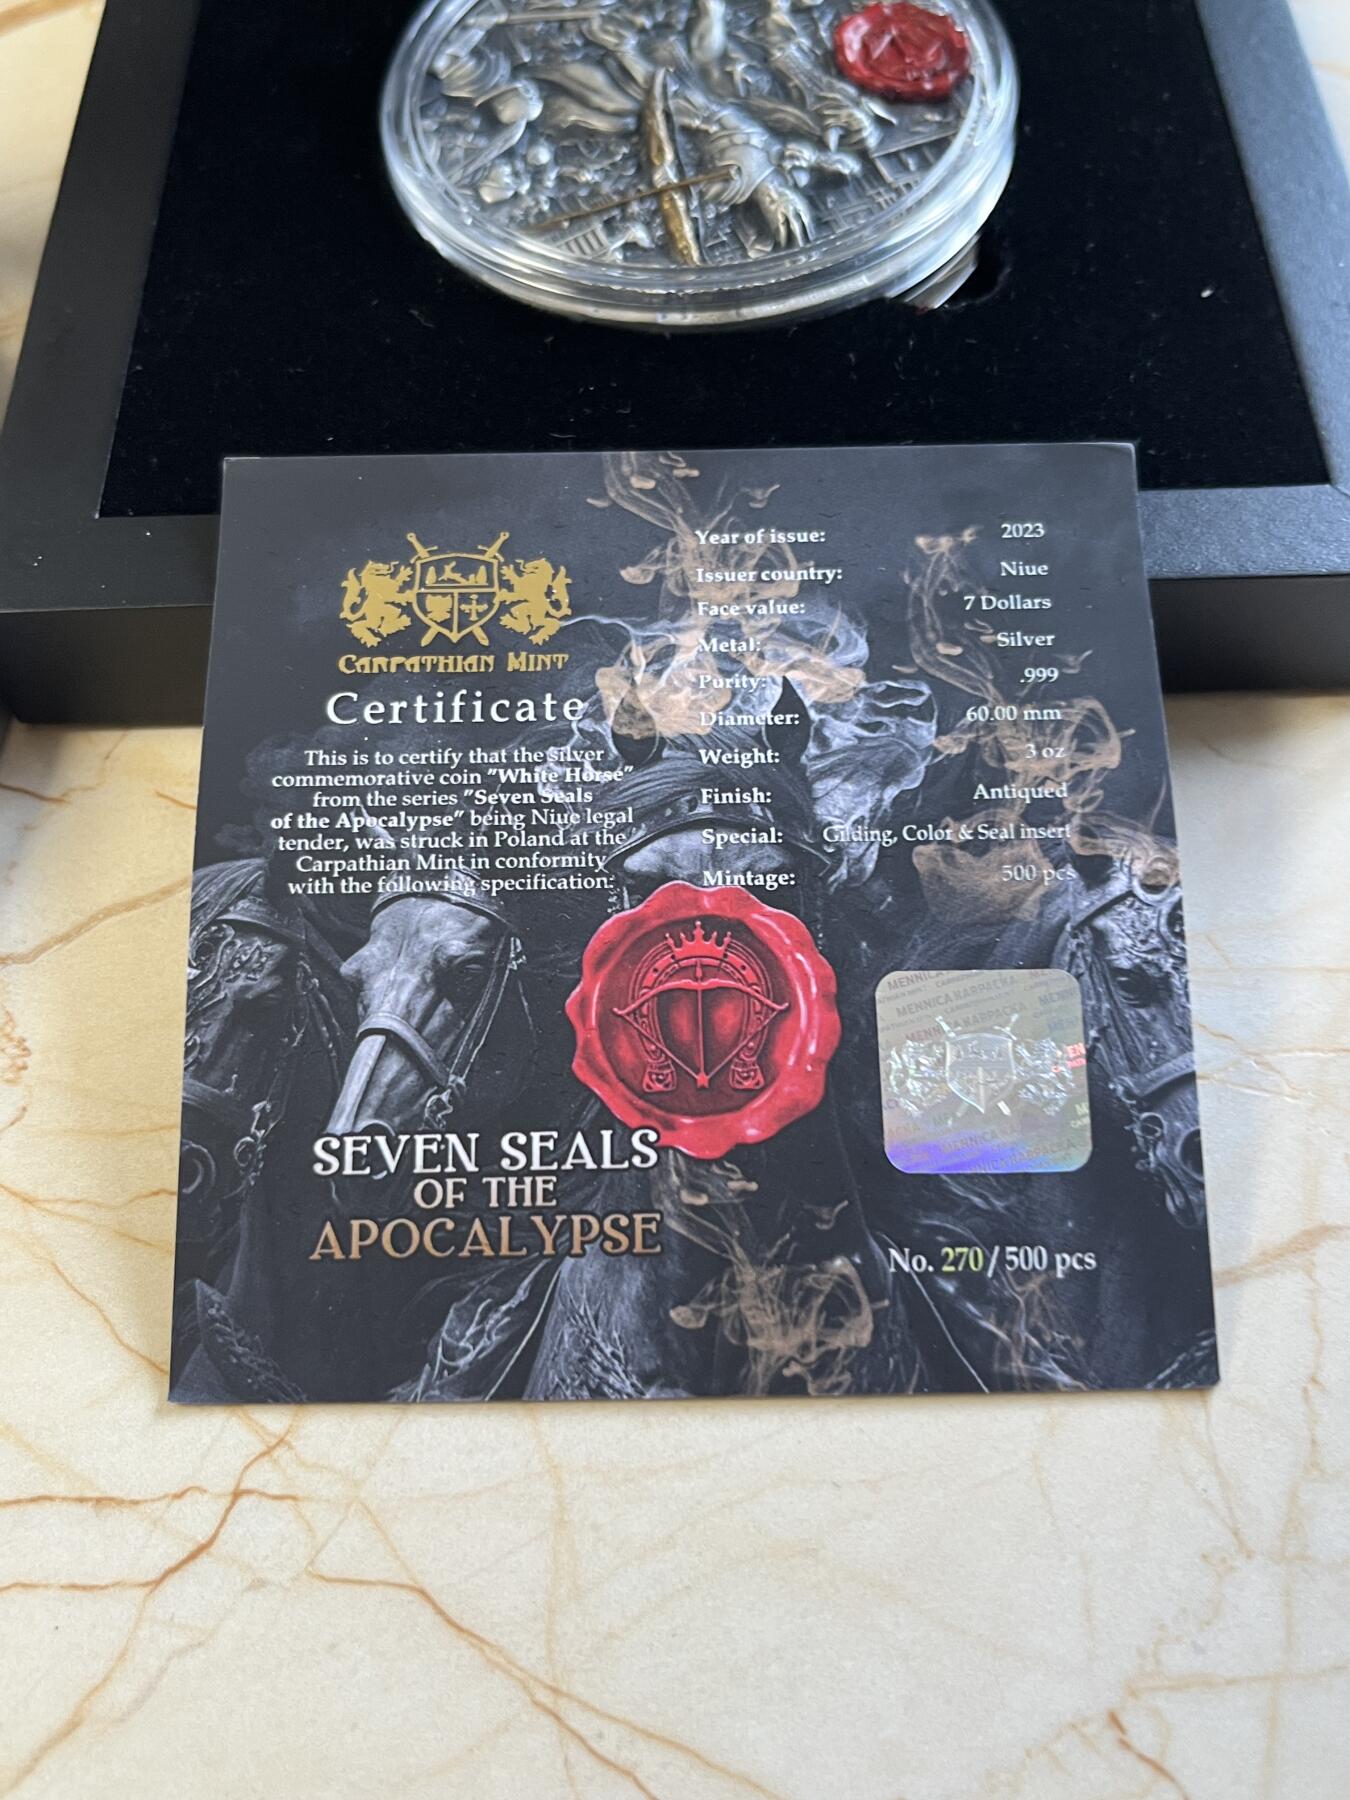 CARPATHIAN MINT
Certificate
This is to certify that the silver
commemorative coin "White Horse"
from the series "Seven Seals
of the Apocalypse" being Niue legal
tender, was struck in Poland at the
Carpathian Mint in conformity
with the following specification:
Year of issue: 2023
Issuer country: Niue
Face value: 7 Dollars
Metal: Silver
Purity: .999
Diameter: 60.00 mm
Weight: 3 oz
Finish: Antiqued
Special: Gilding, Color & Seal insert
Mintage: 500 pcs
MENNICA KARPACKA
SEVEN SEALS
OF THE
APOCALYPSE
No. 270/500 pcs